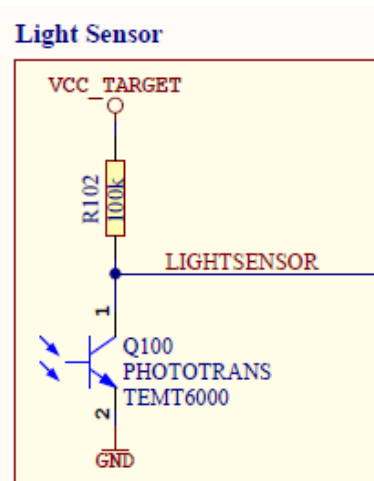 Light Sensor
VCC_TARGET
R102
100k
LIGHTSENSOR
1
Q100
PHOTOTRANS
TEMT6000
2
GND